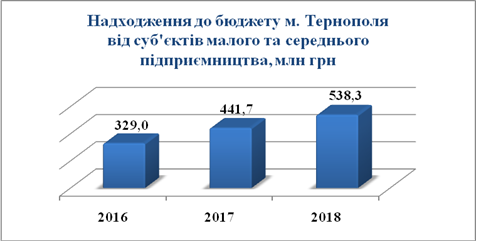 Надходження до бюджету м. Тернополя
від суб'єктів малого та середнього
підприємництва, млн грн
329,0
441,7
538,3
2016
2017
2018